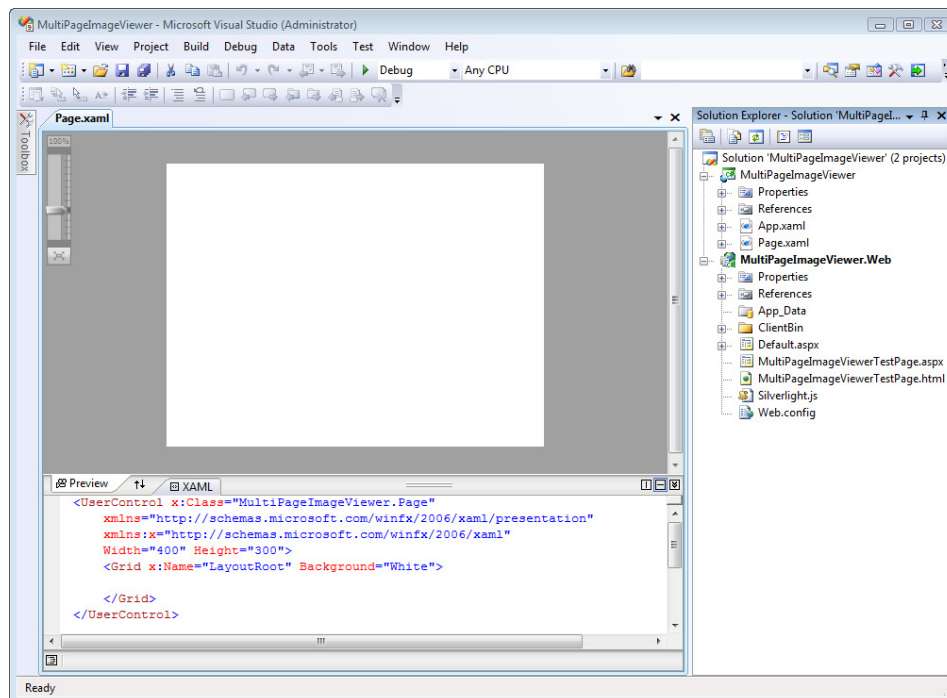 MultiPageImageViewer - Microsoft Visual Studio (Administrator)
File Edit View Project Build Debug Data Tools Test Window Help
Debug Any CPU
Toolbox
Page.xaml
100%
Solution Explorer - Solution 'MultiPageI...
Solution 'MultiPageImageViewer' (2 projects)
MultiPageImageViewer
Properties
References
App.xaml
Page.xaml
MultiPageImageViewer.Web
Properties
References
App_Data
ClientBin
Default.aspx
MultiPageImageViewerTestPage.aspx
MultiPageImageViewerTestPage.html
Silverlight.js
Web.config
Preview XAML
<UserControl x:Class="MultiPageImageViewer.Page"
xmlns="http://schemas.microsoft.com/winfx/2006/xaml/presentation"
xmlns:x="http://schemas.microsoft.com/winfx/2006/xaml"
Width="400" Height="300">
<Grid x:Name="LayoutRoot" Background="White">
</Grid>
</UserControl>
Ready